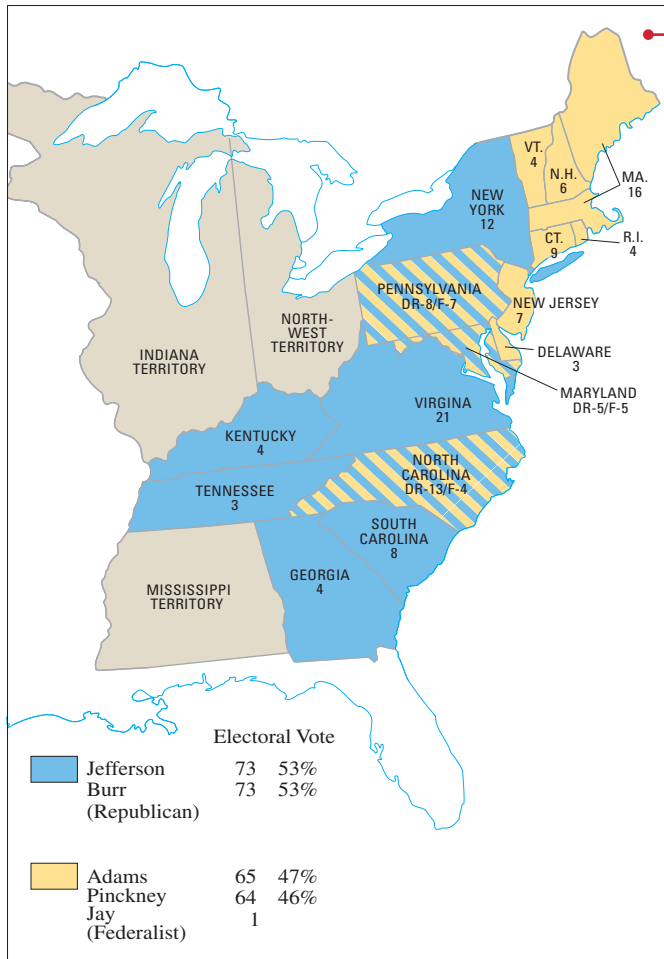 VT.
4
N.H.
6
MA.
16
NEW
YORK
12
CT.
9
R.I.
4
PENNSYLVANIA
DR-8/F-7
NEW JERSEY
7
NORTH-
WEST
TERRITORY
INDIANA
TERRITORY
DELAWARE
3
MARYLAND
DR-5/F-5
VIRGINA
21
KENTUCKY
4
NORTH
CAROLINA
DR-13/F-4
TENNESSEE
3
SOUTH
CAROLINA
8
GEORGIA
4
MISSISSIPPI
TERRITORY
Electoral Vote
Jefferson 73 53%
Burr 73 53%
(Republican)
Adams 65 47%
Pinckney 64 46%
Jay 1
(Federalist)